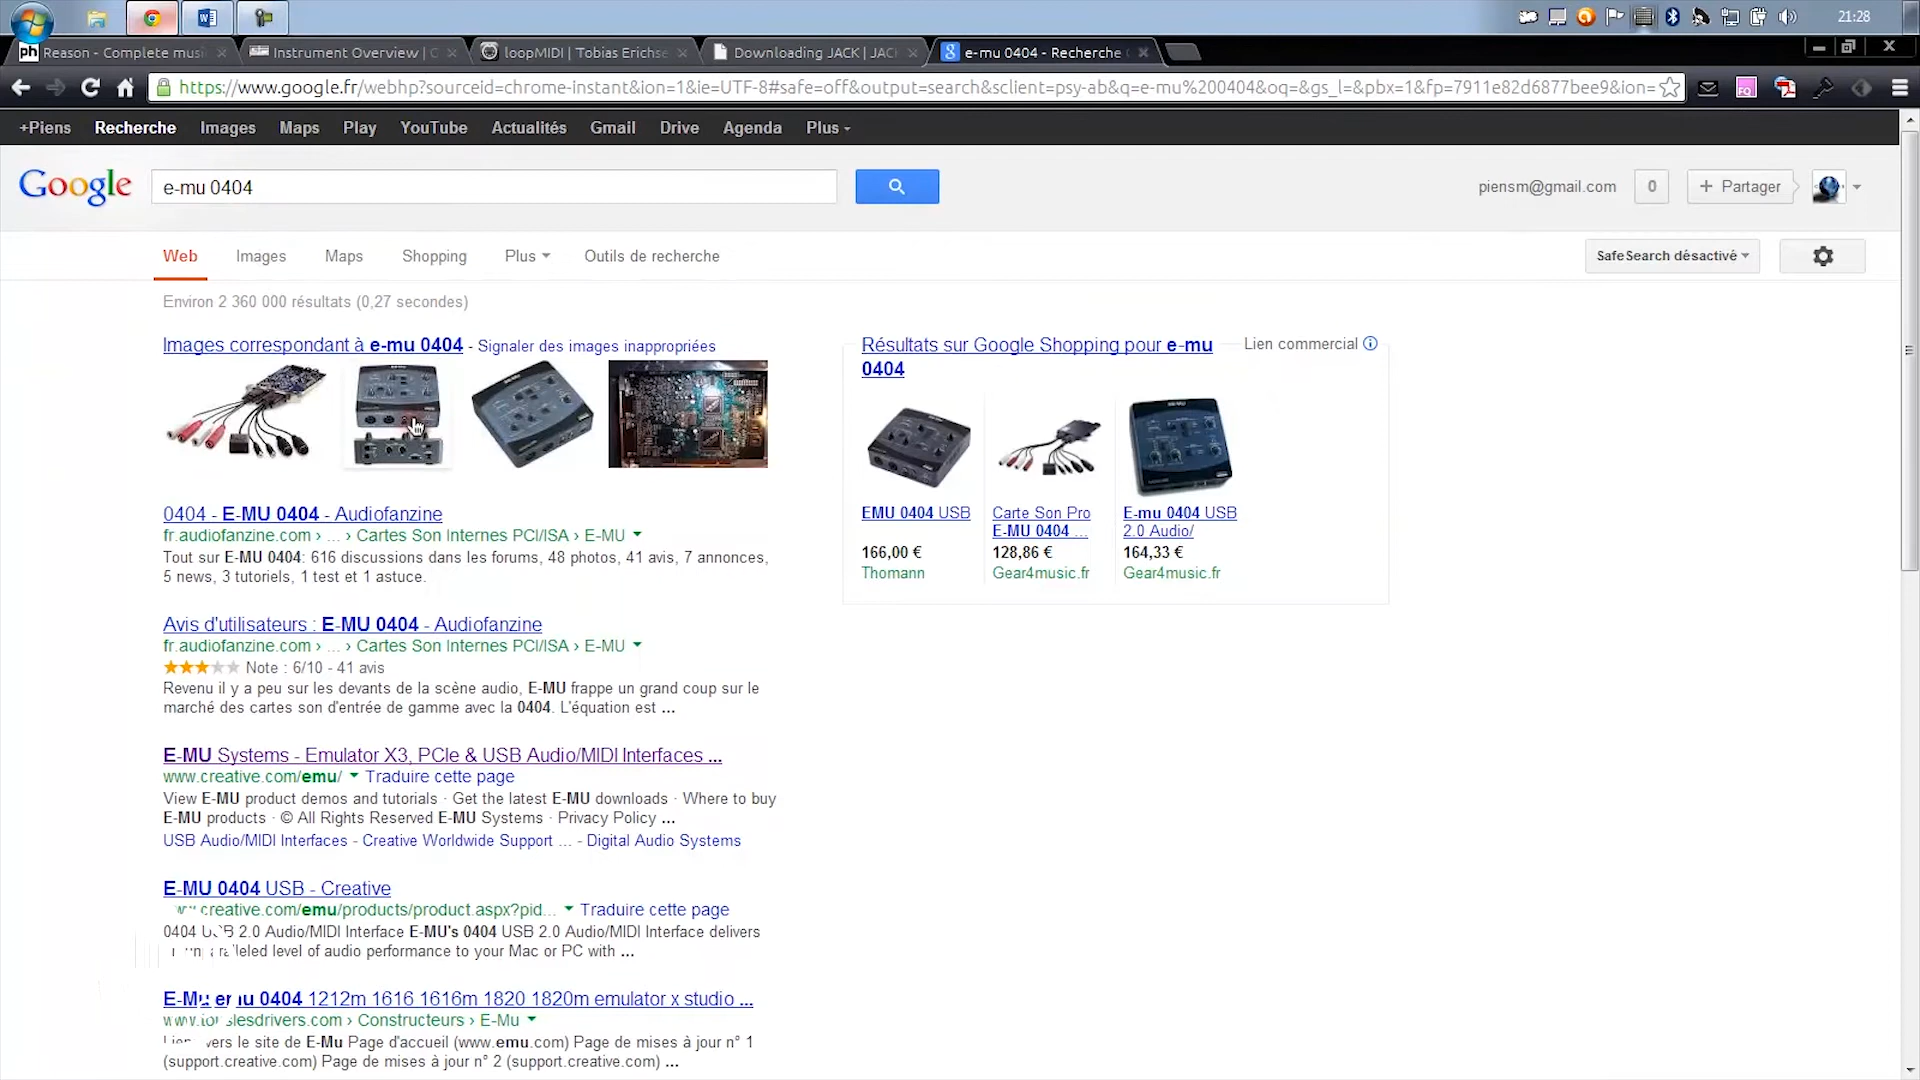 21:28
ph Reason - Complete musi
Instrument Overview | C
loopMIDI | Tobias Erichse
Downloading JACK | JACK
e-mu 0404 - Recherche
https://www.google.fr/webhp?sourceid=chrome-instant&ion=1&ie=UTF-8#safe=off&output=search&sclient=psy-ab&q=e-mu%200404&oq=&gs_l=&pbx=1&fp=7911e82d6877bee9&ion=
+Piens Recherche Images Maps Play YouTube Actualités Gmail Drive Agenda Plus
Google e-mu 0404 piensm@gmail.com 0 + Partager
Web Images Maps Shopping Plus Outils de recherche SafeSearch désactivé
Environ 2 360 000 résultats (0,27 secondes)
Images correspondant à e-mu 0404 - Signaler des images inappropriées
0404 - E-MU 0404 - Audiofanzine
fr.audiofanzine.com › ... › Cartes Son Internes PCI/ISA › E-MU
Tout sur E-MU 0404: 616 discussions dans les forums, 48 photos, 41 avis, 7 annonces,
5 news, 3 tutoriels, 1 test et 1 astuce.
Avis d'utilisateurs : E-MU 0404 - Audiofanzine
fr.audiofanzine.com › ... › Cartes Son Internes PCI/ISA › E-MU
Note : 6/10 - 41 avis
Revenu il y a peu sur les devants de la scène audio, E-MU frappe un grand coup sur le
marché des cartes son d'entrée de gamme avec la 0404. L'équation est ...
E-MU Systems - Emulator X3, PCIe & USB Audio/MIDI Interfaces ...
www.creative.com/emu/ Traduire cette page
View E-MU product demos and tutorials · Get the latest E-MU downloads · Where to buy
E-MU products · © All Rights Reserved E-MU Systems · Privacy Policy ...
USB Audio/MIDI Interfaces - Creative Worldwide Support ... - Digital Audio Systems
E-MU 0404 USB - Creative
creative.com/emu/products/product.aspx?pid... Traduire cette page
0404 USB 2.0 Audio/MIDI Interface E-MU's 0404 USB 2.0 Audio/MIDI Interface delivers
level of audio performance to your Mac or PC with ...
E-Mu emu 0404 1212m 1616 1616m 1820 1820m emulator x studio ...
› Constructeurs › E-Mu
vers le site de E-Mu Page d'accueil (www.emu.com) Page de mises à jour n° 1
(support.creative.com) Page de mises à jour n° 2 (support.creative.com) ...
Résultats sur Google Shopping pour e-mu
0404
Lien commercial
EMU 0404 USB
166,00 €
Thomann
Carte Son Pro
E-MU 0404 ...
128,86 €
Gear4music.fr
E-mu 0404 USB
2.0 Audio/
164,33 €
Gear4music.fr